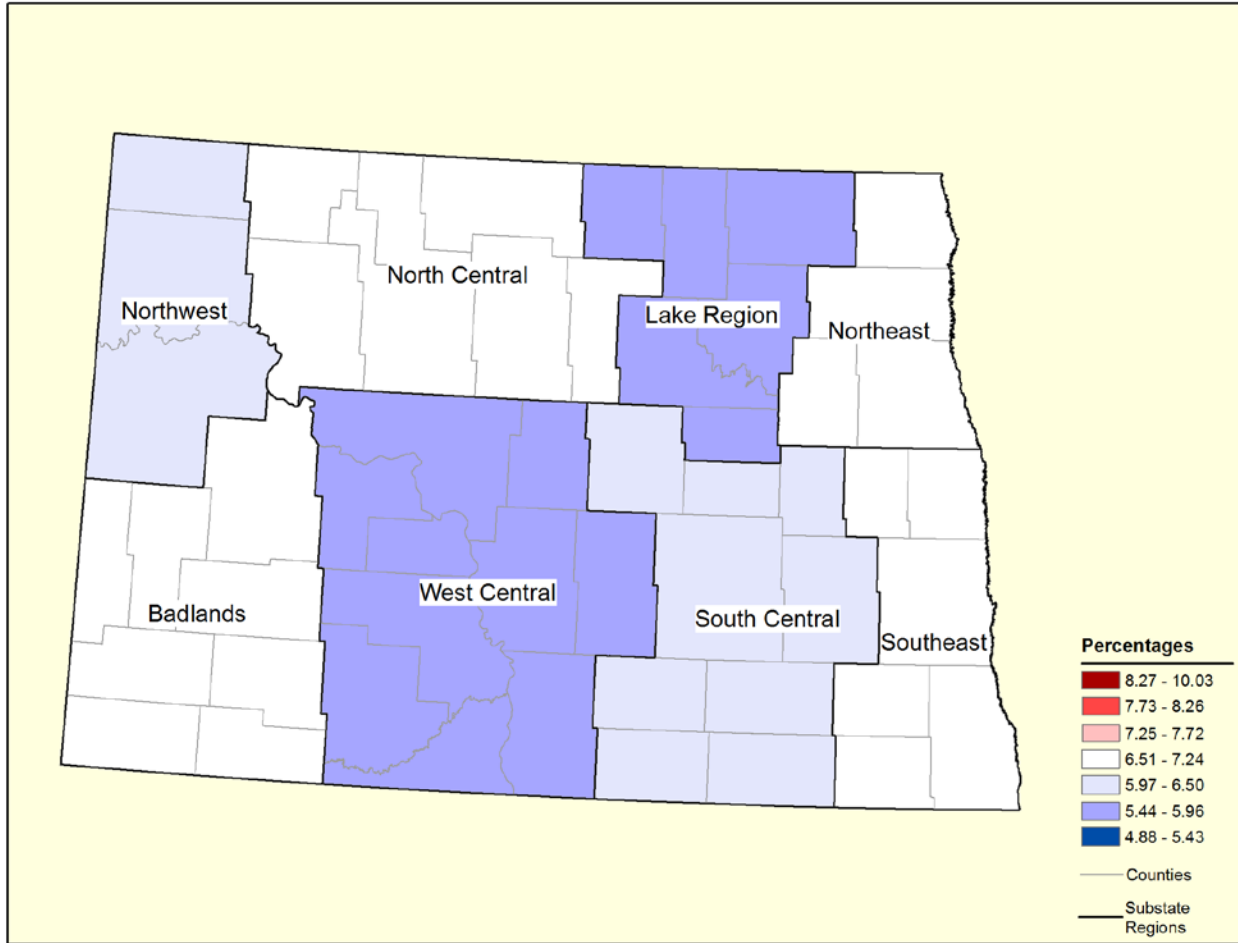 North Central
Northwest
Lake Region
Northeast
West Central
Badlands
South Central
Southeast
Percentages
8.27 - 10.03
7.73 - 8.26
7.25 - 7.72
6.51 - 7.24
5.97 - 6.50
5.44 - 5.96
4.88 - 5.43
Counties
Substate
Regions